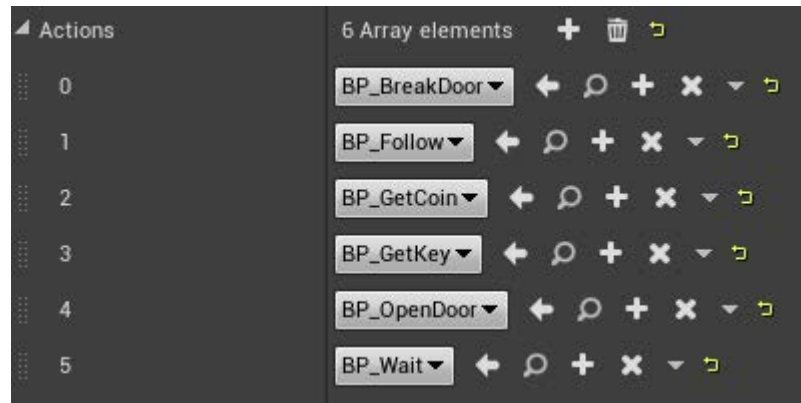 Actions 6 Array elements
0 BP_BreakDoor
1 BP_Follow
2 BP_GetCoin
3 BP_GetKey
4 BP_OpenDoor
5 BP_Wait